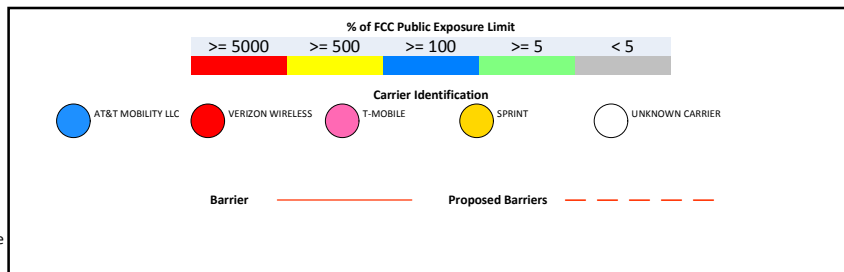 % of FCC Public Exposure Limit
>= 5000 >= 500 >= 100 >= 5 < 5
Carrier Identification
AT&T MOBILITY LLC VERIZON WIRELESS T-MOBILE SPRINT UNKNOWN CARRIER
Barrier Proposed Barriers
e